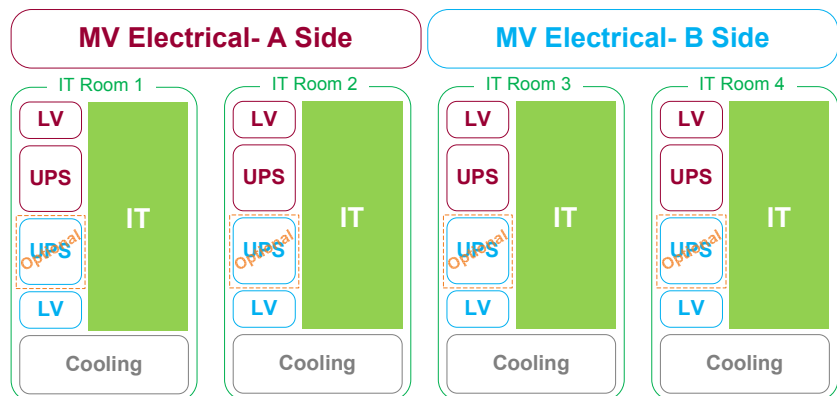 MV Electrical- A Side
MV Electrical- B Side
IT Room 1
LV
UPS
IT
UPS
Optional
LV
Cooling
IT Room 2
LV
UPS
IT
UPS
Optional
LV
Cooling
IT Room 3
LV
UPS
IT
UPS
Optional
LV
Cooling
IT Room 4
LV
UPS
IT
UPS
Optional
LV
Cooling